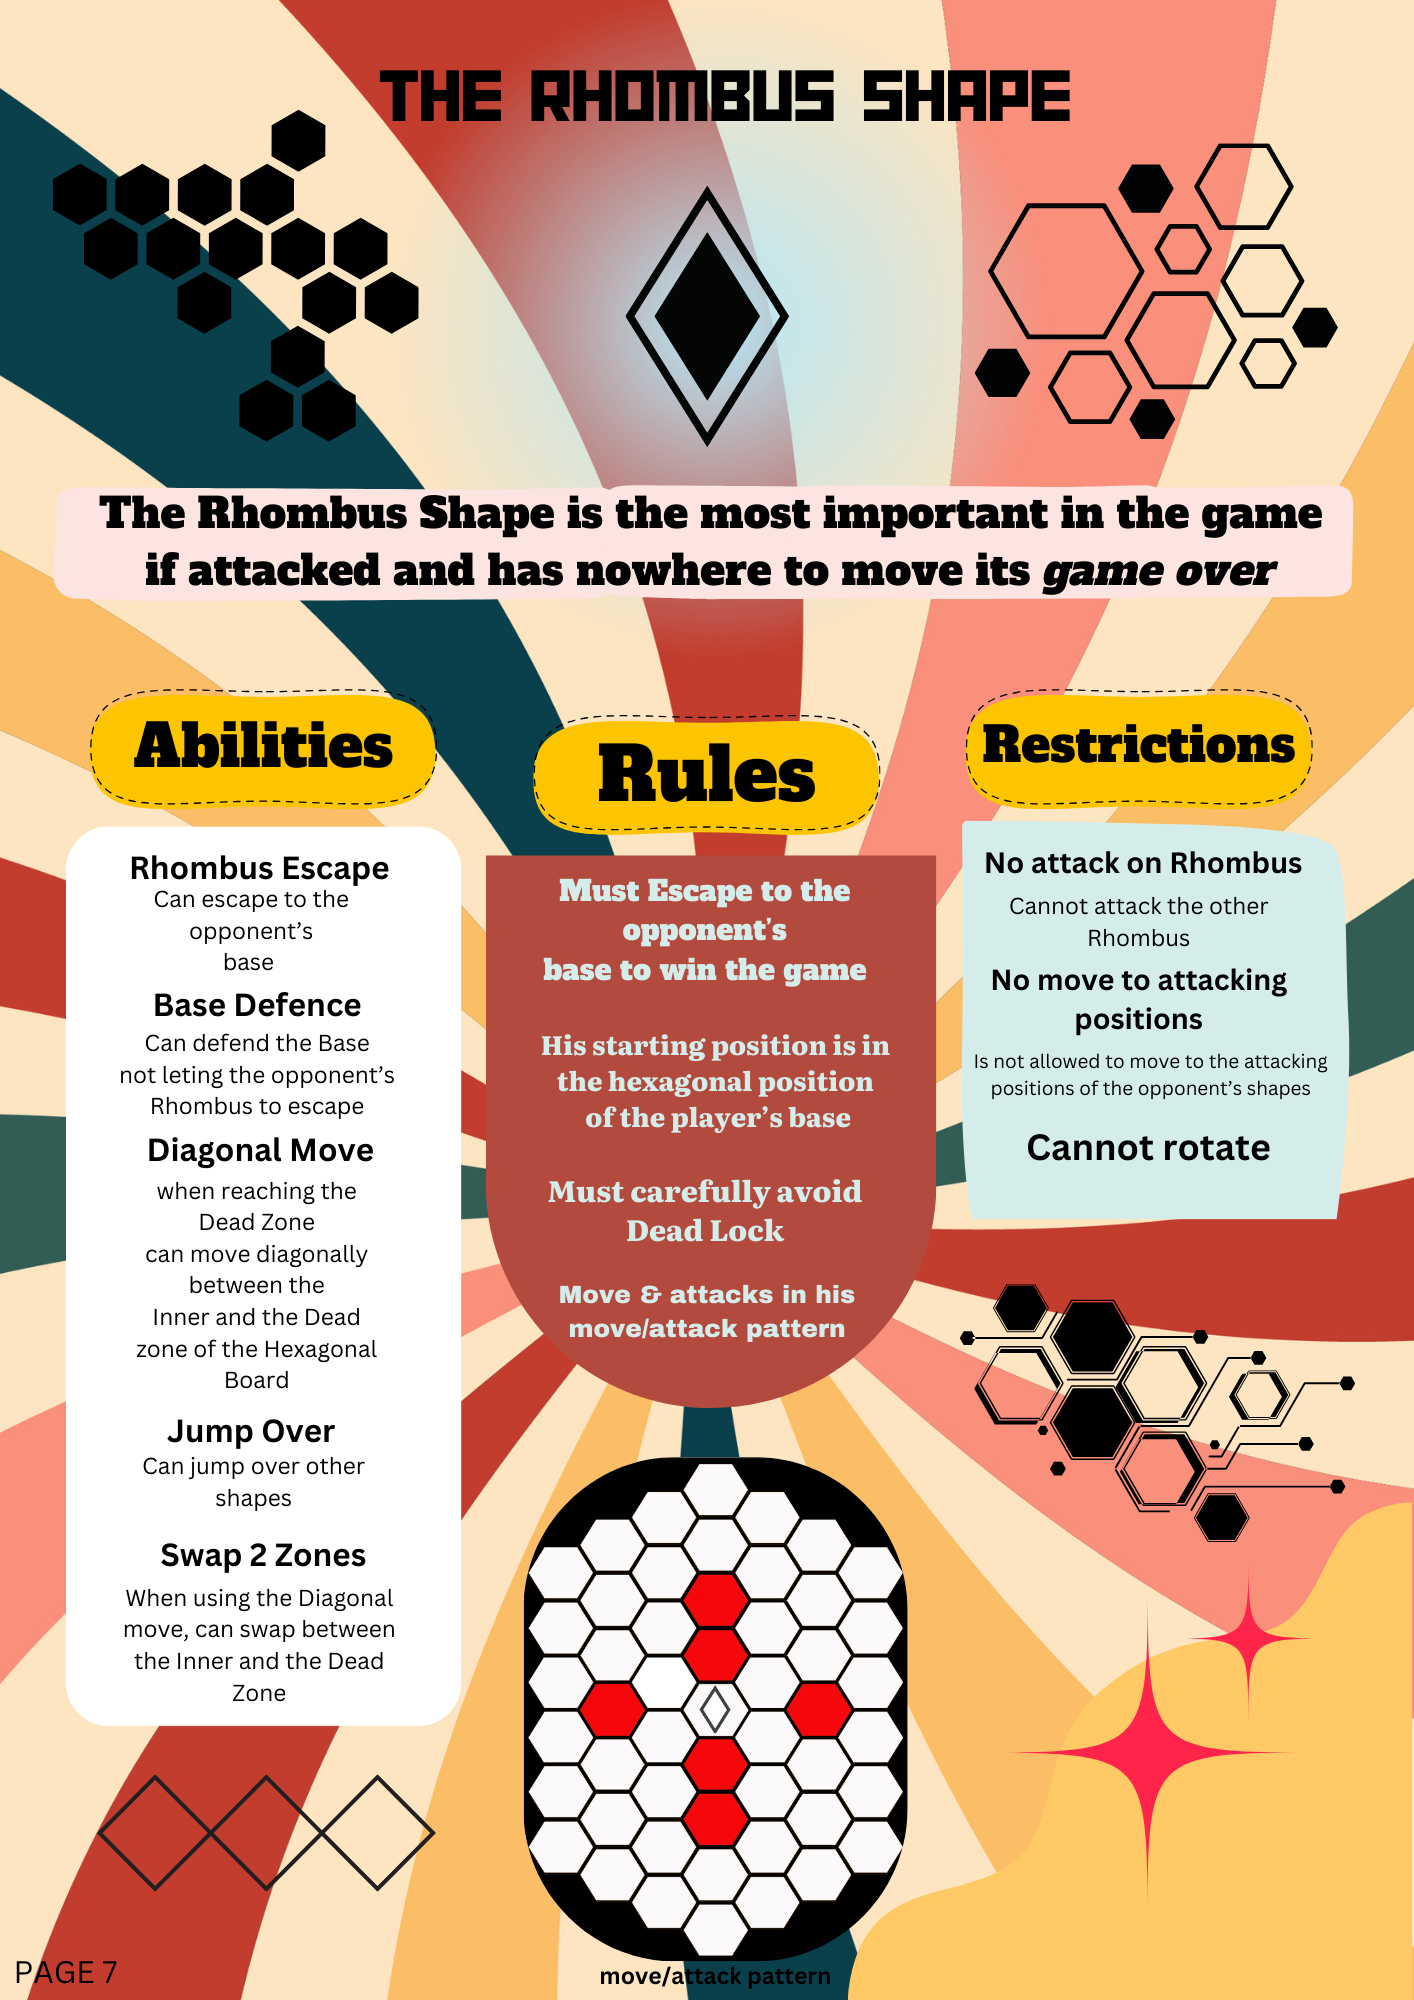 THE RHOMBUS SHAPE
The Rhombus Shape is the most important in the game
if attacked and has nowhere to move its game over
Abilities
Rhombus Escape
Can escape to the
opponent's
base
Base Defence
Can defend the Base
not leting the opponent's
Rhombus to escape
Diagonal Move
when reaching the
Dead Zone
can move diagonally
between the
Inner and the Dead
zone of the Hexagonal
Board
Jump Over
Can jump over other
shapes
Swap 2 Zones
When using the Diagonal
move, can swap between
the Inner and the Dead
Zone
Rules
Must Escape to the
opponent's
base to win the game
His starting position is in
the hexagonal position
of the player's base
Must carefully avoid
Dead Lock
Move & attacks in his
move/attack pattern
Restrictions
No attack on Rhombus
Cannot attack the other
Rhombus
No move to attacking
positions
Is not allowed to move to the attacking
positions of the opponent's shapes
Cannot rotate
move/attack pattern
PAGE 7